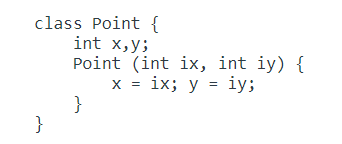 class Point {
    int x,y;
    Point (int ix, int iy) {
        x = ix; y = iy;
    }
}